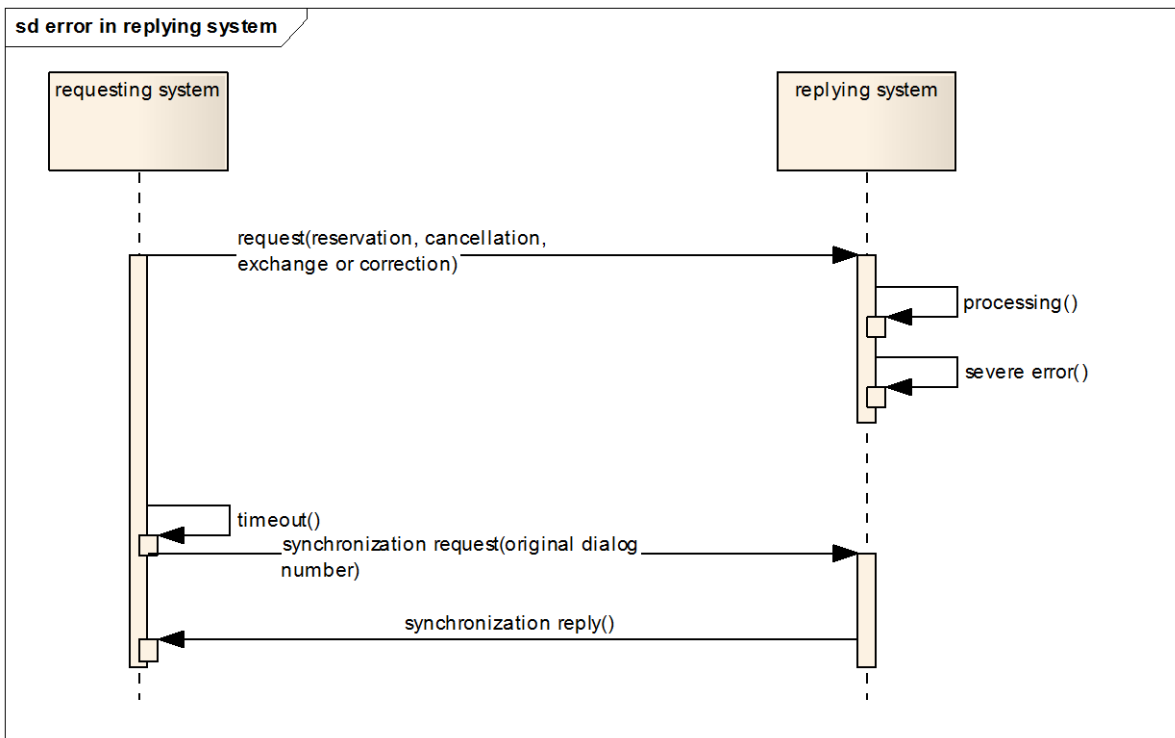 sd error in replying system
requesting system
replying system
request(reservation, cancellation,
exchange or correction)
processing()
severe error()
timeout()
synchronization request(original dialog
number)
synchronization reply()